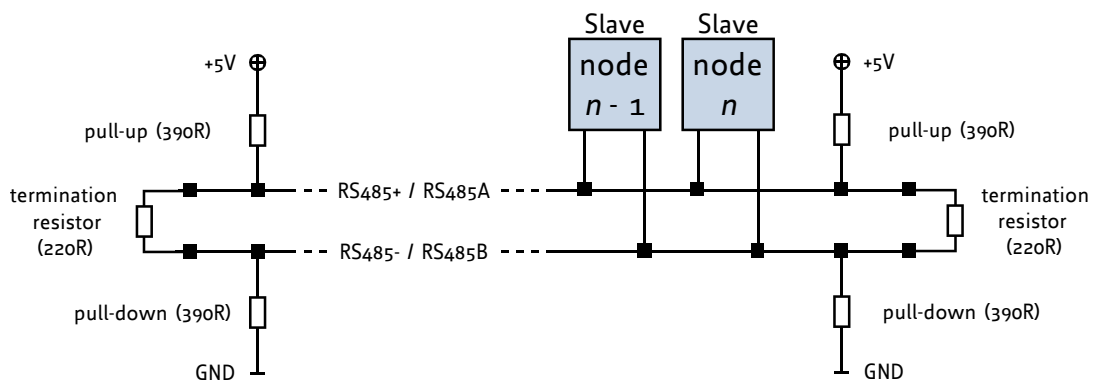 Slave
Slave
node
n - 1
node
n
+5V
+5V
pull-up (390R)
pull-up (390R)
termination
resistor
(220R)
RS485+ / RS485A
RS485- / RS485B
termination
resistor
(220R)
pull-down (390R)
pull-down (390R)
GND
GND